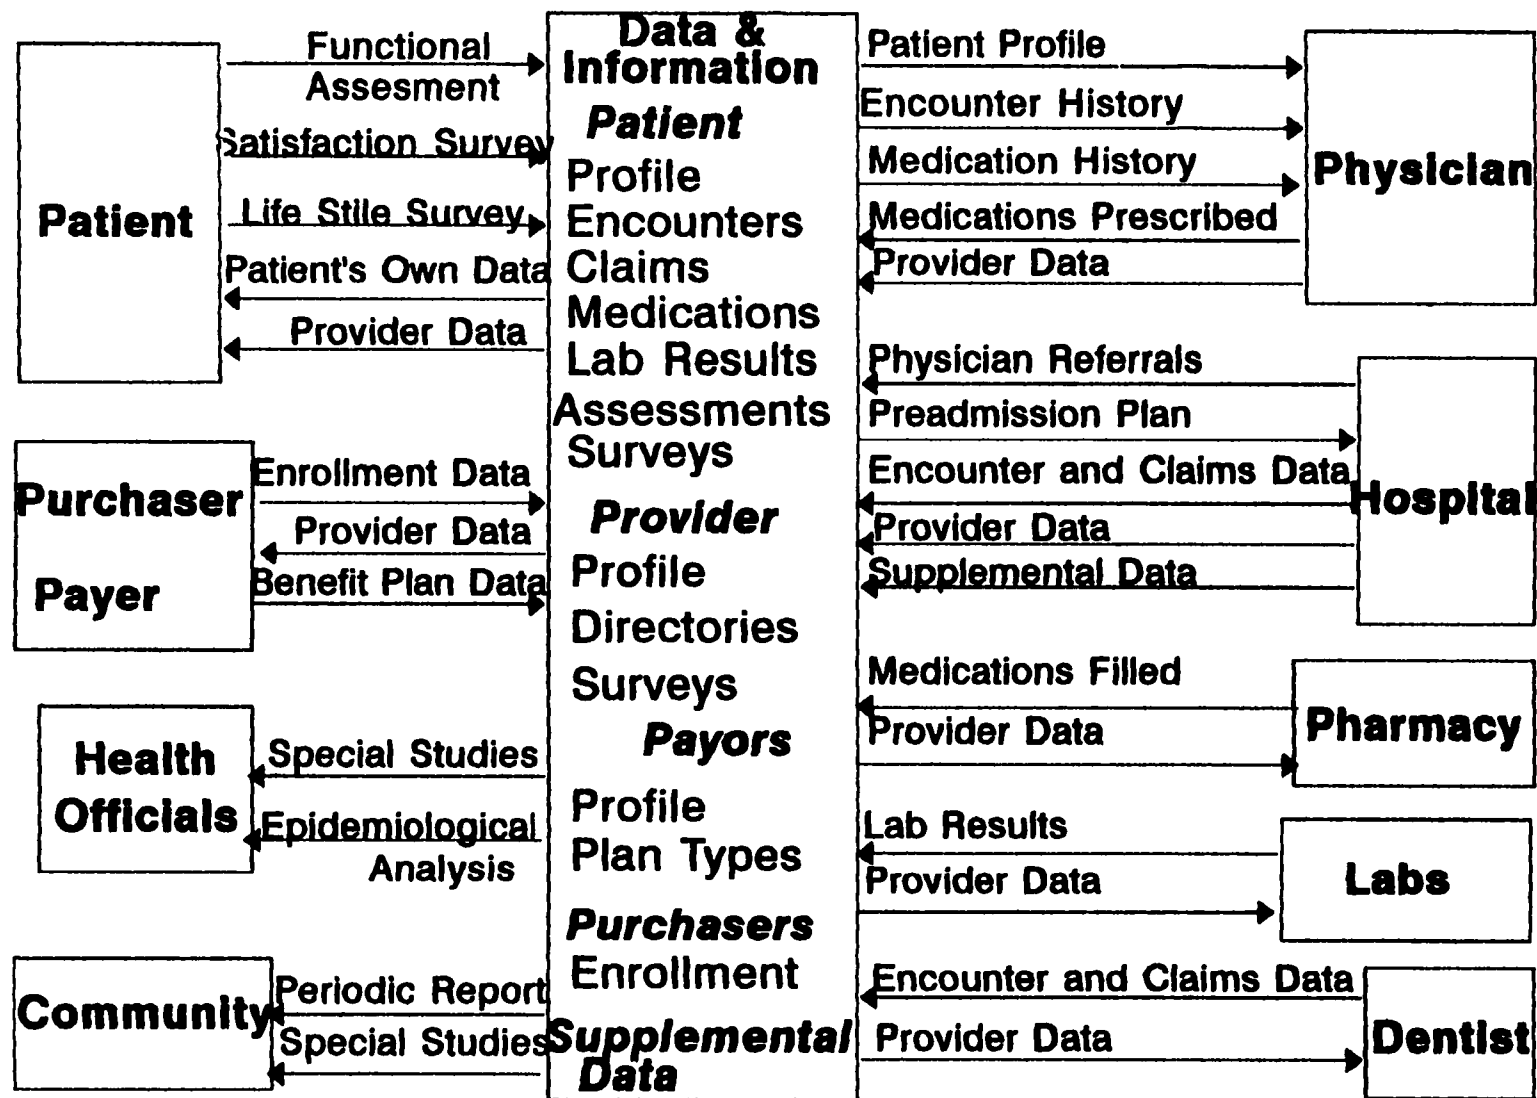 Patient
Functional
Assesment
Satisfaction Survey
Life Stile Survey
Patient's Own Data
Provider Data
Purchaser
Payer
Enrollment Data
Provider Data
Benefit Plan Data
Health
Officials
Special Studies
Epidemiological
Analysis
Community
Periodic Report
Special Studies
Data &
Information
Patient
Profile
Encounters
Claims
Medications
Lab Results
Assessments
Surveys
Provider
Profile
Directories
Surveys
Payors
Profile
Plan Types
Purchasers
Enrollment
Supplemental
Data
Patient Profile
Encounter History
Medication History
Medications Prescribed
Provider Data
Physician
Physician Referrals
Preadmission Plan
Encounter and Claims Data
Provider Data
Supplemental Data
Hospital
Medications Filled
Provider Data
Pharmacy
Lab Results
Provider Data
Labs
Encounter and Claims Data
Provider Data
Dentist